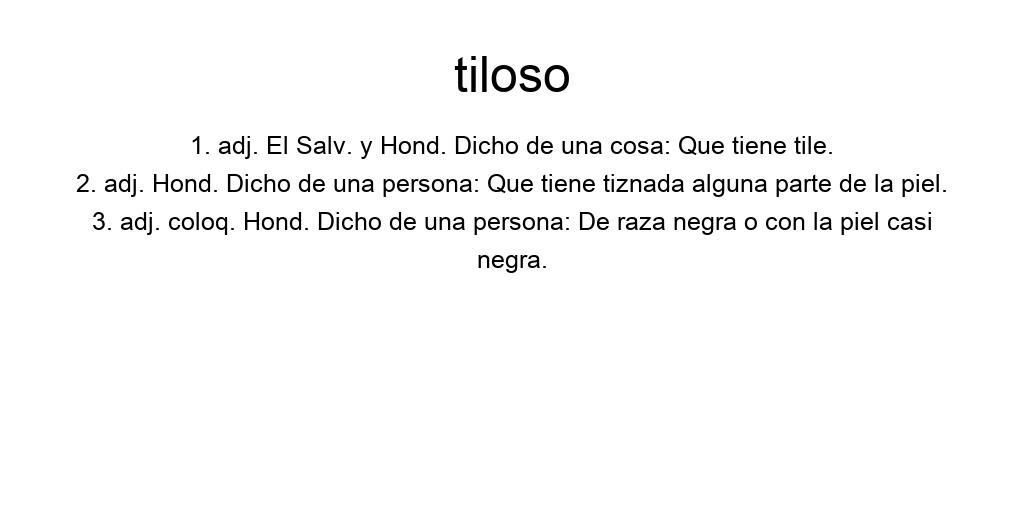 tiloso
1. adj. El Salv. y Hond. Dicho de una cosa: Que tiene tile.
2. adj. Hond. Dicho de una persona: Que tiene tiznada alguna parte de la piel.
3. adj. coloq. Hond. Dicho de una persona: De raza negra o con la piel casi
negra.